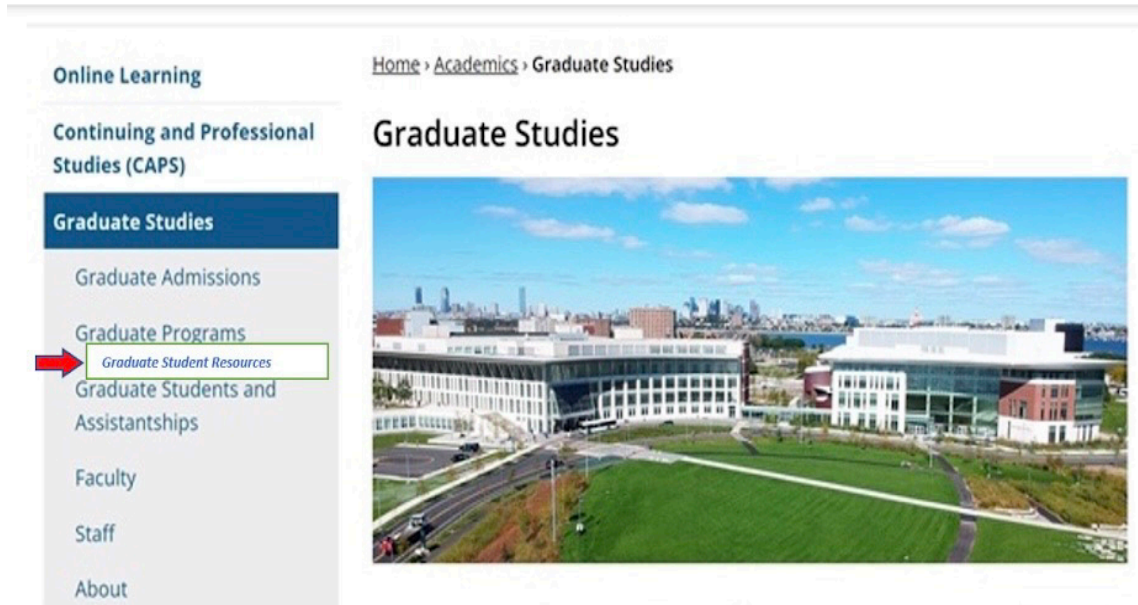 Online Learning
Continuing and Professional
Studies (CAPS)
Graduate Studies
Graduate Admissions
Graduate Programs
Graduate Student Resources
Graduate Students and
Assistantships
Faculty
Staff
About
Home › Academics › Graduate Studies
Graduate Studies